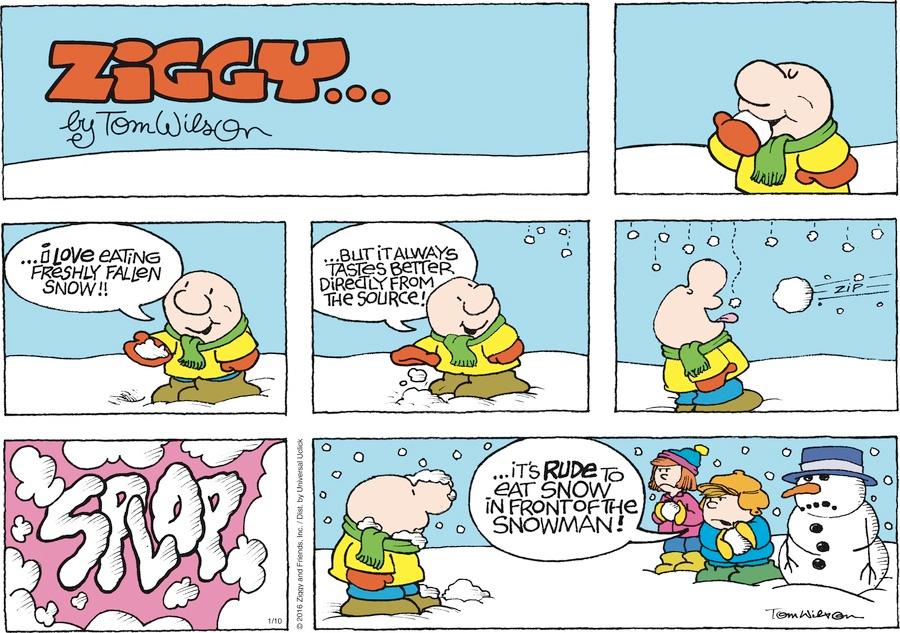 ZiGGY...
by Tom Wilson
...i LOVE EATING
FRESHLY FALLEN
SNOW!!
...BUT iT ALWAYS
TASTES BETTER
DiRECTLY FROM
THE SOURCE!
ZIP
SPLOP
1/10
© 2016 Ziggy and Friends, Inc. / Dist. by Universal Uclick
...iT'S RUDE TO
EAT SNOW
iN FRONT OF THE
SNOWMAN!
Tom Wilson